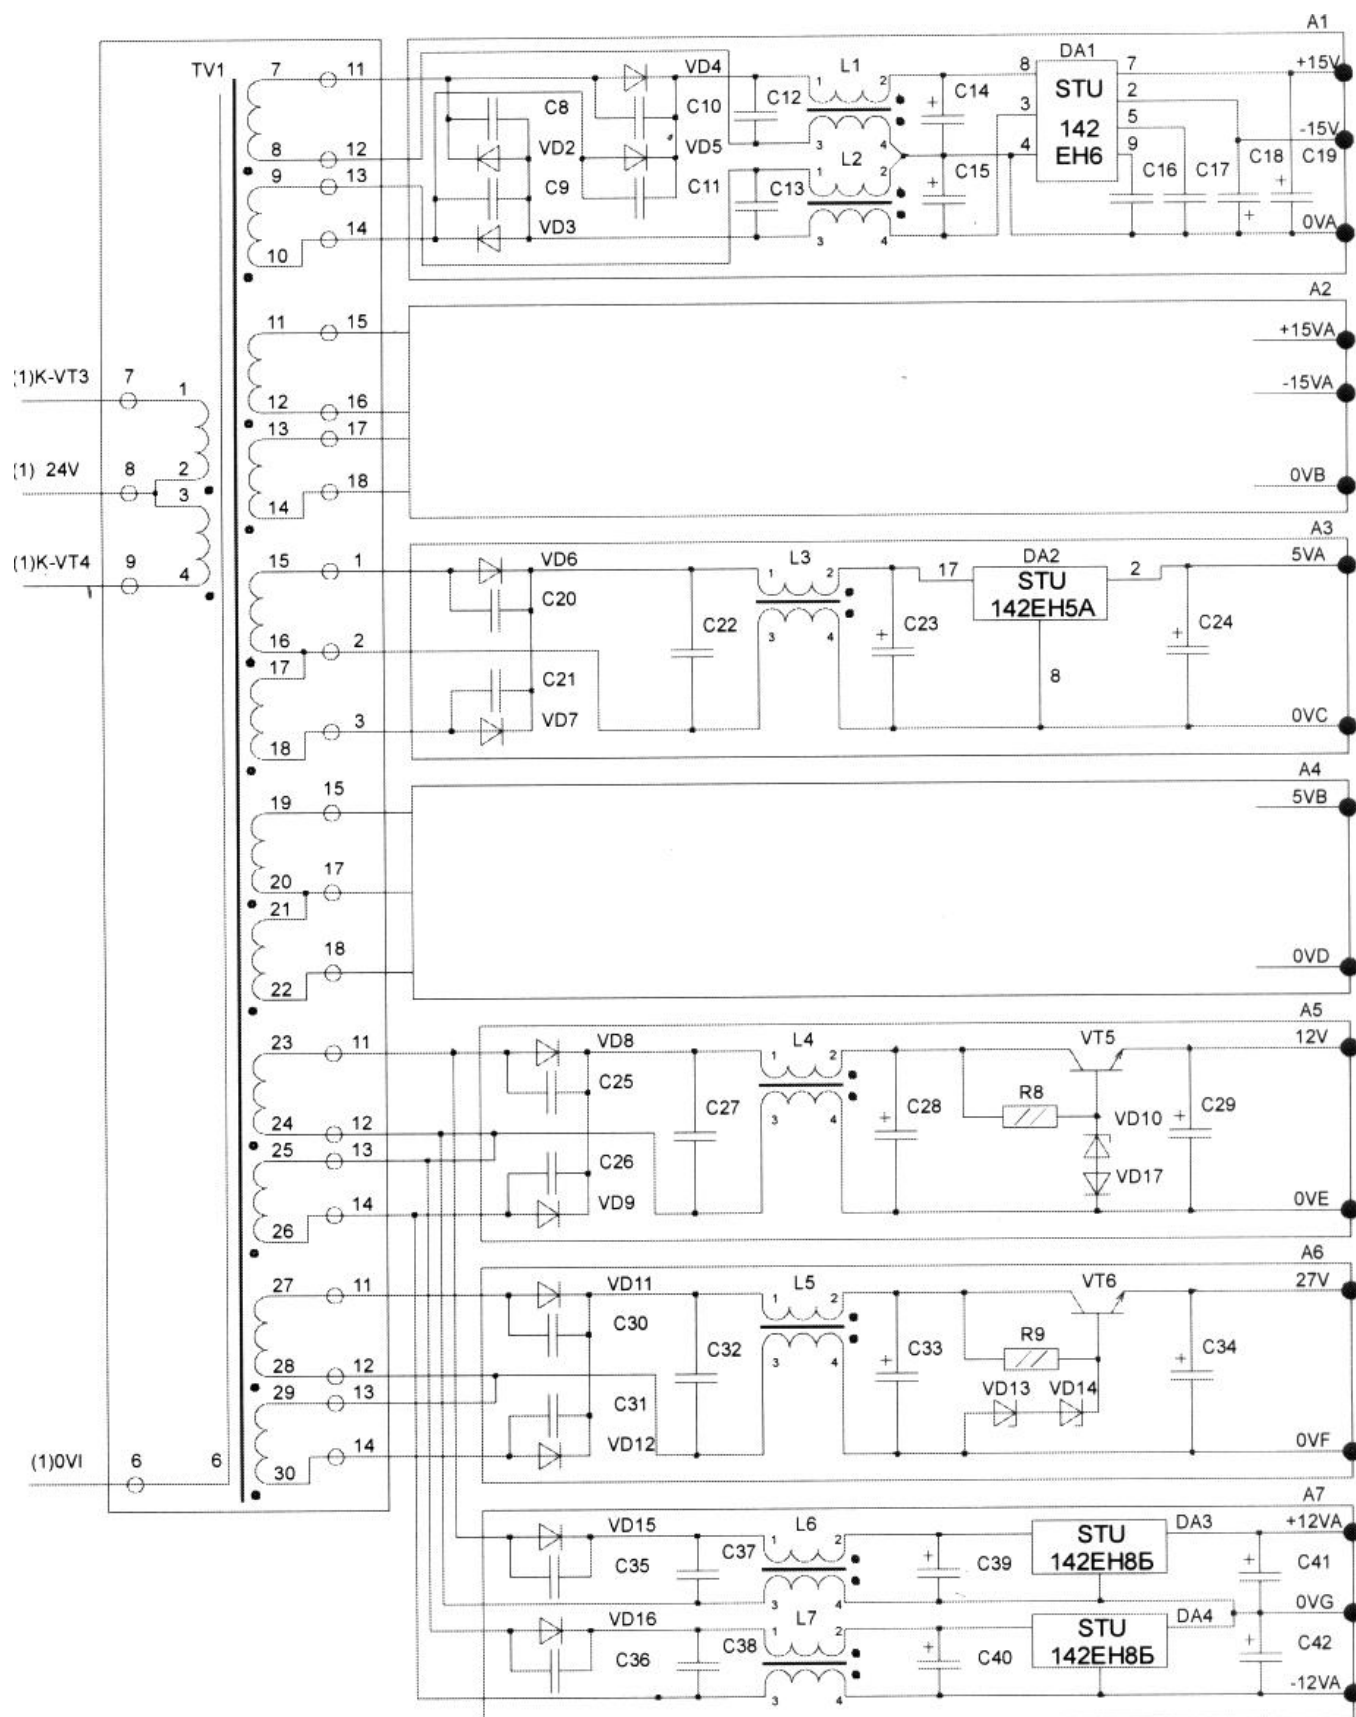 A1
TV1 7 11 VD4 1 L1 2 8 DA1 7 +15V
C8 C10 C12 + C14 3 STU 2
142 5 -15V
8 12 VD2 VD5 3 4 4 EH6 9 C16 C17 C18 + C19
9 13 C9 C11 C13 1 L2 2 + C15
14 VD3 3 4 + 0VA
10
A2
11 15 +15VA
(1)K-VT3 7 1 12 16 -15VA
13 17
(1) 24V 8 2 0VB
3 14 18
A3
(1)K-VT4 9 4 15 1 VD6 1 L3 2 17 DA2 2 5VA
STU
142EH5A
C20 C22 3 4 + C23 + C24
16 2
17 C21 8
3 VD7 0VC
18
A4
19 15 5VB
20 17
21
18 0VD
22
A5
23 11 VD8 1 L4 2 VT5 12V
C25 C27 3 4 + C28 R8 + C29
24 12 VD10
25 13 C26 VD17
14 VD9 0VE
26
A6
27 11 VD11 1 L5 2 VT6 27V
C30 C32 3 4 + C33 R9 + C34
28 12
29 13 C31 VD13 VD14
14 VD12 0VF
(1)0VI 6 6 30
A7
VD15 1 L6 2 STU DA3 +12VA
C35 C37 + C39 142EH8Б + C41
3 4 0VG
VD16 1 L7 2 STU DA4
C36 C38 + C40 142EH8Б + C42
3 4 -12VA